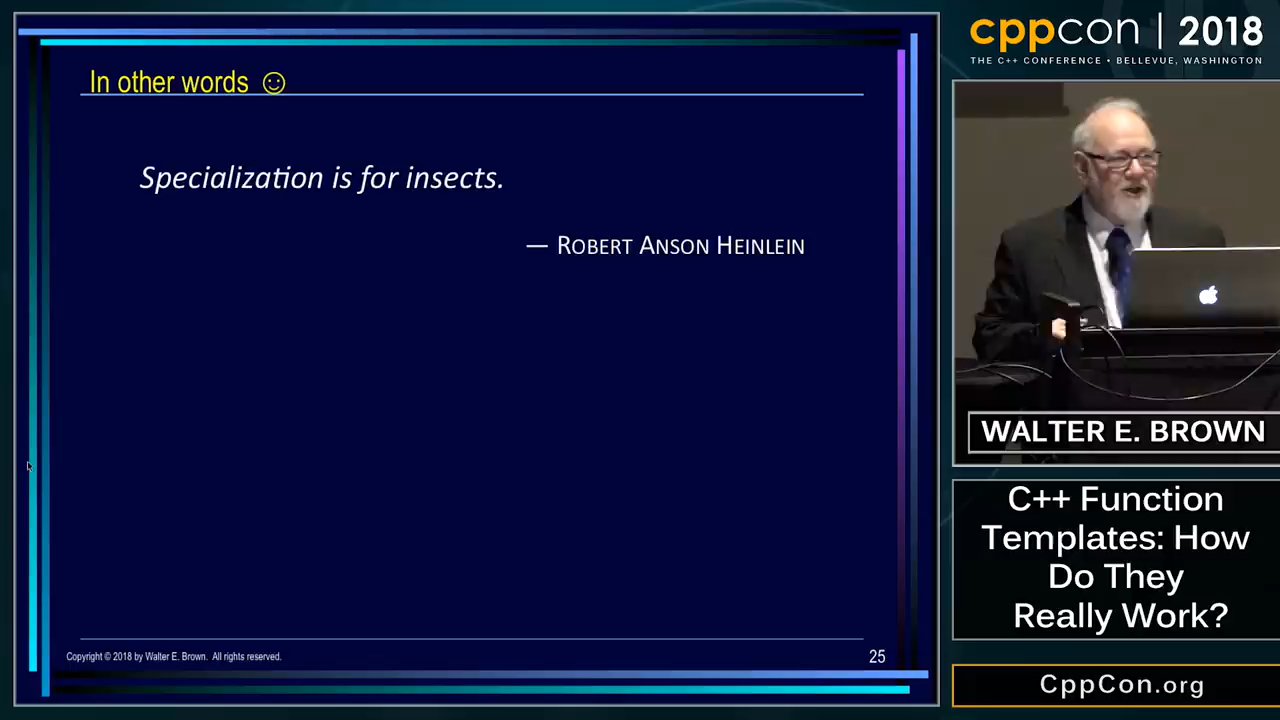 In other words ☺
Specialization is for insects.
— ROBERT ANSON HEINLEIN
Copyright © 2018 by Walter E. Brown. All rights reserved.
25
cppcon | 2018
THE C++ CONFERENCE • BELLEVUE, WASHINGTON
WALTER E. BROWN
C++ Function
Templates: How
Do They
Really Work?
CppCon.org